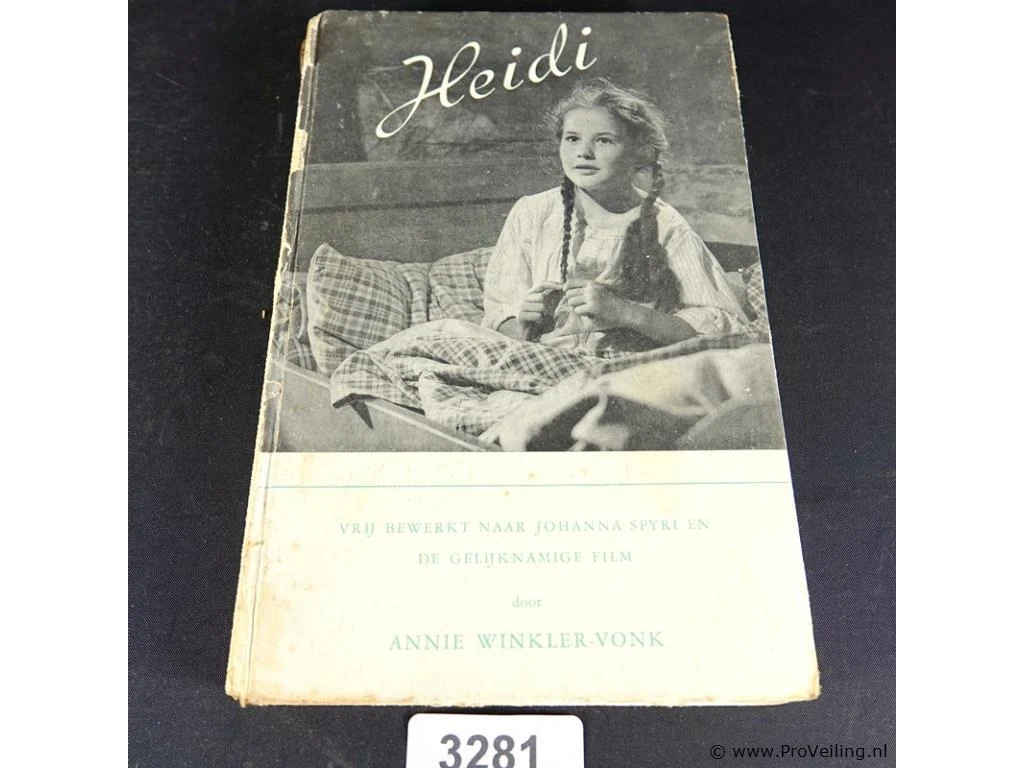 Heidi
VRIJ BEWERKT NAAR JOHANNA SPYRI EN
DE GELIJKNAMIGE FILM
door
ANNIE WINKLER-VONK
3281
© www.ProVeiling.nl